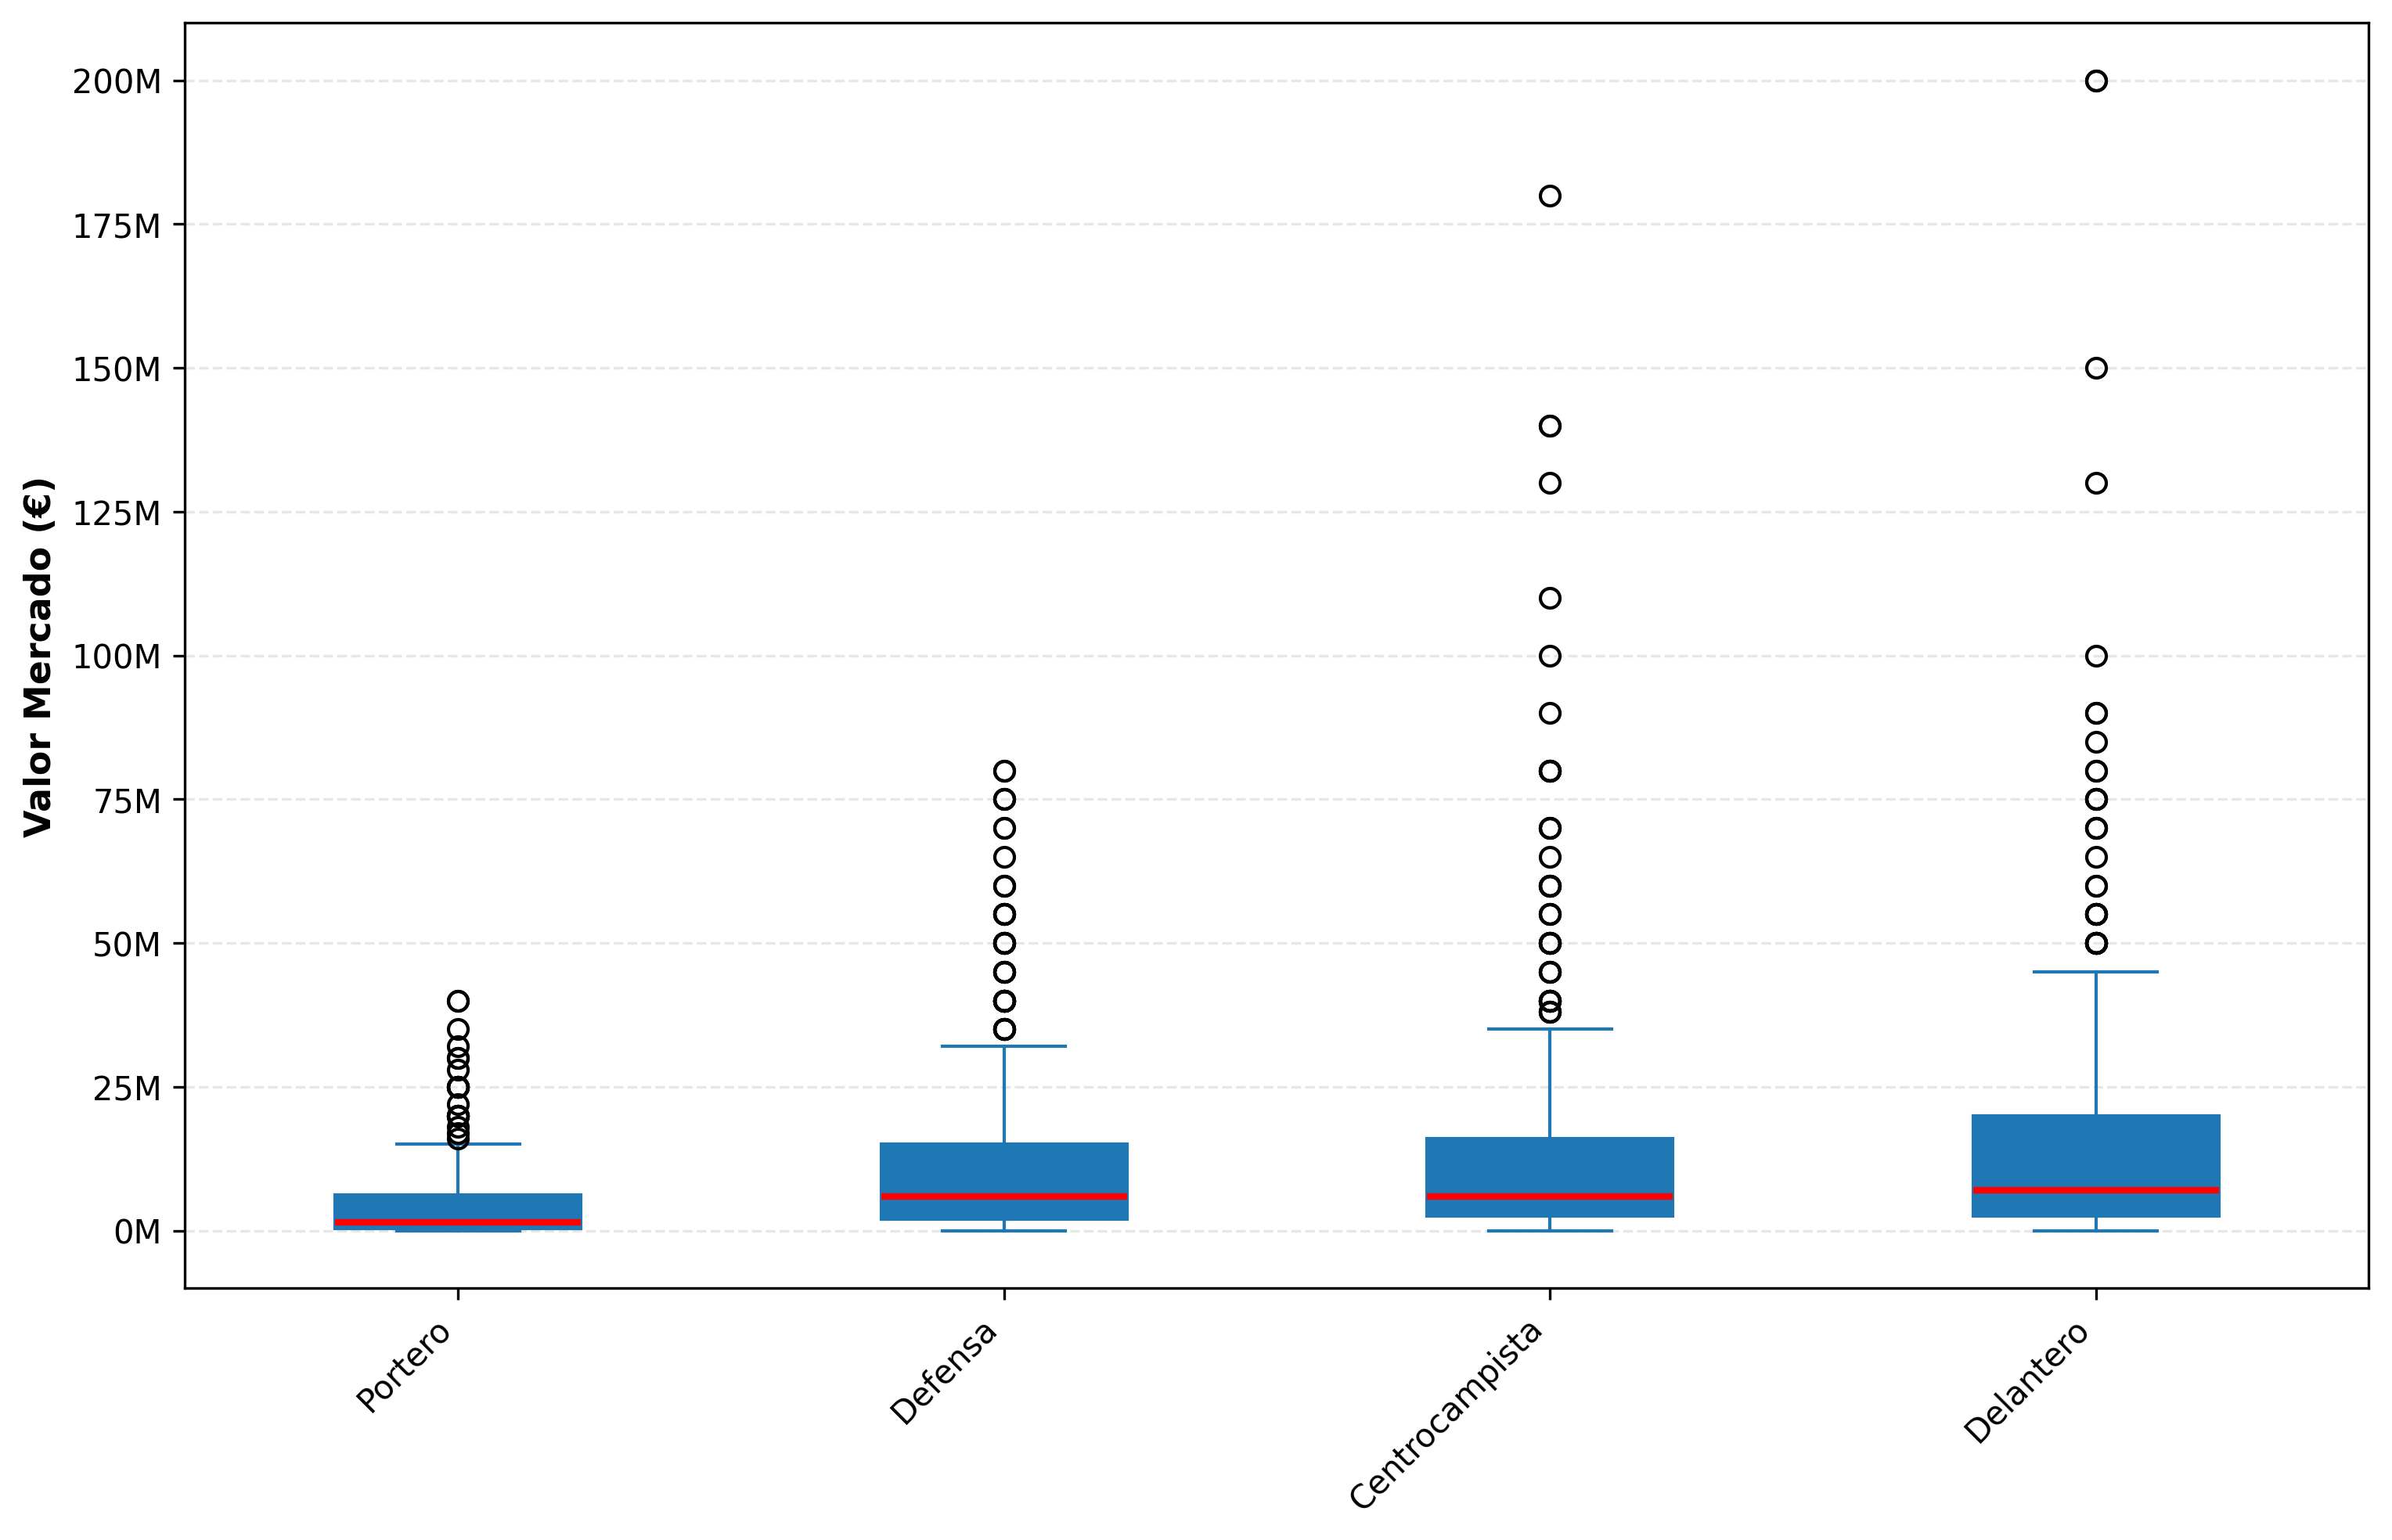 Valor Mercado (€)
200M
175M
150M
125M
100M
75M
50M
25M
0M
Portero
Defensa
Centrocampista
Delantero